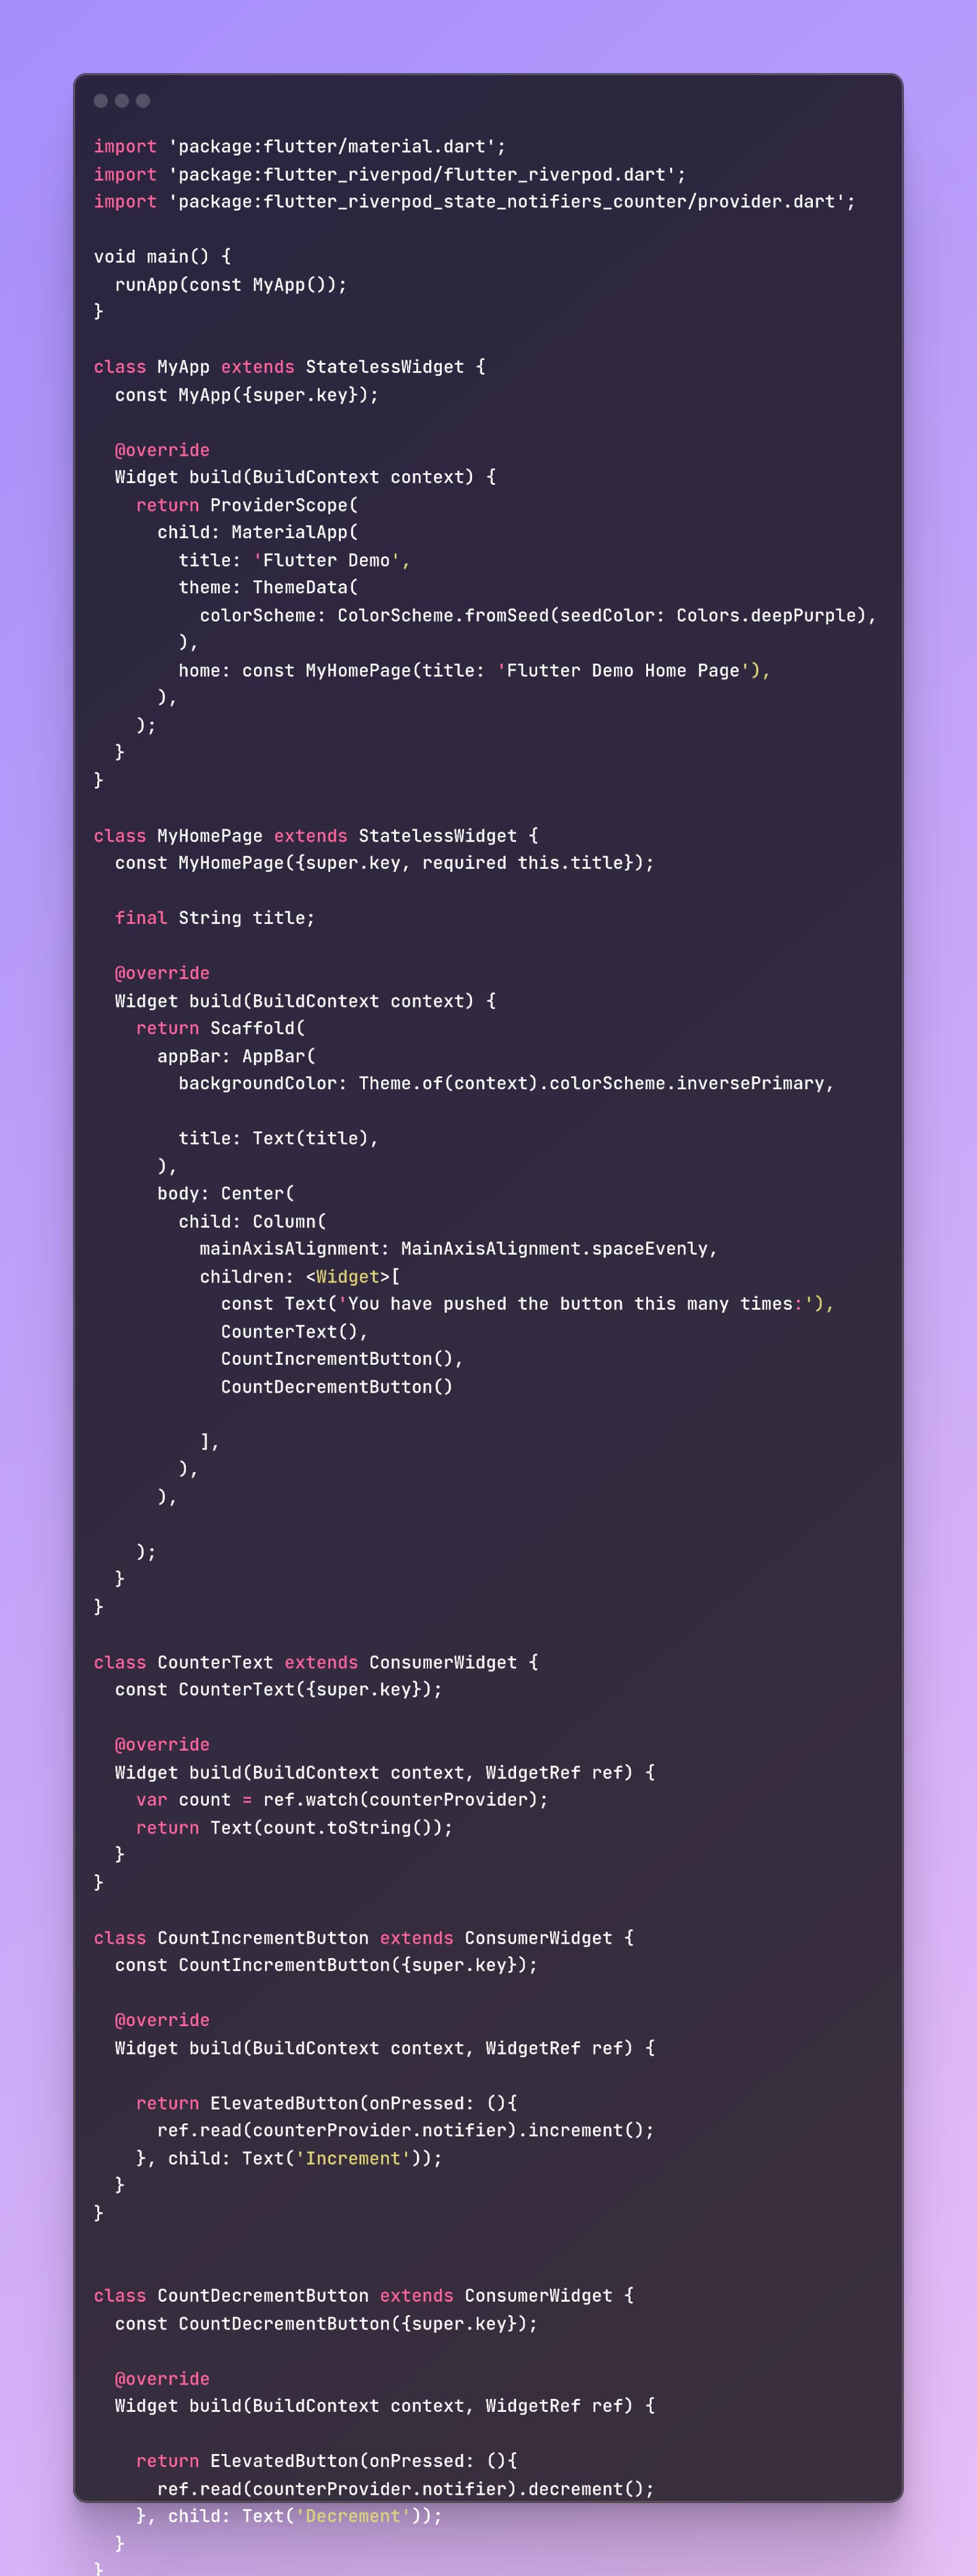 import 'package:flutter/material.dart';
import 'package:flutter_riverpod/flutter_riverpod.dart';
import 'package:flutter_riverpod_state_notifiers_counter/provider.dart';

void main() {
  runApp(const MyApp());
}

class MyApp extends StatelessWidget {
  const MyApp({super.key});

  @override
  Widget build(BuildContext context) {
    return ProviderScope(
      child: MaterialApp(
        title: 'Flutter Demo',
        theme: ThemeData(
          colorScheme: ColorScheme.fromSeed(seedColor: Colors.deepPurple),
        ),
        home: const MyHomePage(title: 'Flutter Demo Home Page'),
      ),
    );
  }
}

class MyHomePage extends StatelessWidget {
  const MyHomePage({super.key, required this.title});

  final String title;

  @override
  Widget build(BuildContext context) {
    return Scaffold(
      appBar: AppBar(
        backgroundColor: Theme.of(context).colorScheme.inversePrimary,

        title: Text(title),
      ),
      body: Center(
        child: Column(
          mainAxisAlignment: MainAxisAlignment.spaceEvenly,
          children: <Widget>[
            const Text('You have pushed the button this many times:'),
            CounterText(),
            CountIncrementButton(),
            CountDecrementButton()

          ],
        ),
      ),

    );
  }
}

class CounterText extends ConsumerWidget {
  const CounterText({super.key});

  @override
  Widget build(BuildContext context, WidgetRef ref) {
    var count = ref.watch(counterProvider);
    return Text(count.toString());
  }
}

class CountIncrementButton extends ConsumerWidget {
  const CountIncrementButton({super.key});

  @override
  Widget build(BuildContext context, WidgetRef ref) {

    return ElevatedButton(onPressed: (){
      ref.read(counterProvider.notifier).increment();
    }, child: Text('Increment'));
  }
}


class CountDecrementButton extends ConsumerWidget {
  const CountDecrementButton({super.key});

  @override
  Widget build(BuildContext context, WidgetRef ref) {

    return ElevatedButton(onPressed: (){
      ref.read(counterProvider.notifier).decrement();
    }, child: Text('Decrement'));
  }
}